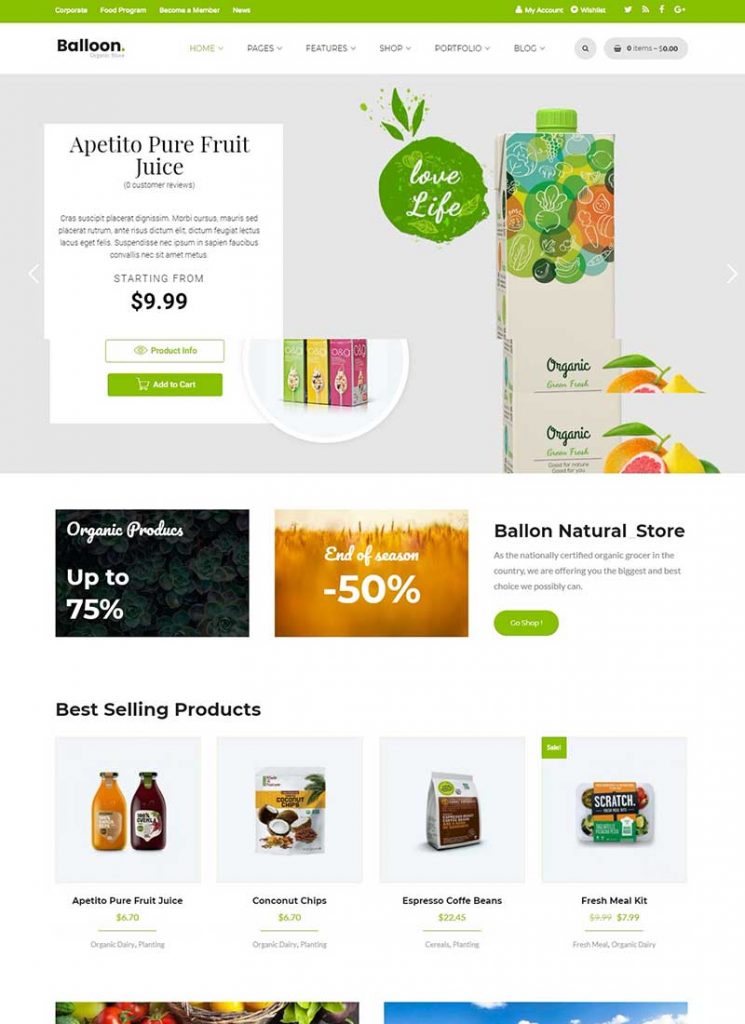 Corporate Food Program Become a Member News My Account Wishlist
Balloon.
Organic Store
HOME PAGES FEATURES SHOP PORTFOLIO BLOG 0 items – $0.00
Apetito Pure Fruit
Juice
(0 customer reviews)
Cras suscipit placerat dignissim. Morbi cursus, mauris sed
placerat rutrum, ante risus dictum elit, dictum feugiat lectus
lacus eget felis. Suspendisse nec ipsum in sapien faucibus
convallis nec sit amet metus.
STARTING FROM
$9.99
Product Info
Add to Cart
love
Life
Organic
Green Fresh
Organic
Green Fresh
Good for nature
Good for you
Organic Producs
Up to
75%
End of season
-50%
Ballon Natural Store
As the nationally certified organic grocer in the
country, we are offering you the biggest and best
choice we possibly can.
Go Shop !
Best Selling Products
100%
COCONUT
CHIPS
Sale!
SCRATCH.
Apetito Pure Fruit Juice
$6.70
Organic Dairy, Planting
Conconut Chips
$6.70
Organic Dairy, Planting
Espresso Coffe Beans
$22.45
Cereals, Planting
Fresh Meal Kit
$9.99 $7.99
Fresh Meal, Organic Dairy